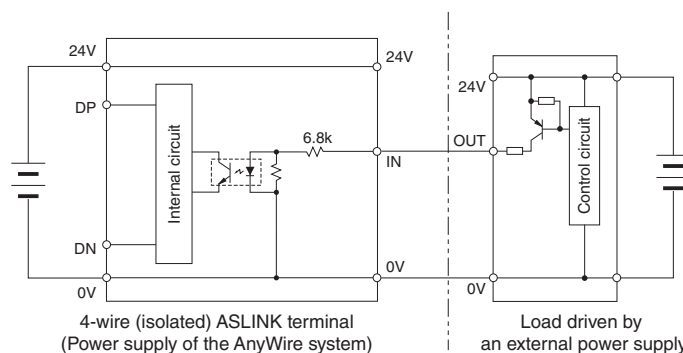 24V
24V
DP
Internal circuit
6.8k
IN
DN
0V
0V
4-wire (isolated) ASLINK terminal
(Power supply of the AnyWire system)
24V
OUT
Control circuit
0V
Load driven by
an external power supply